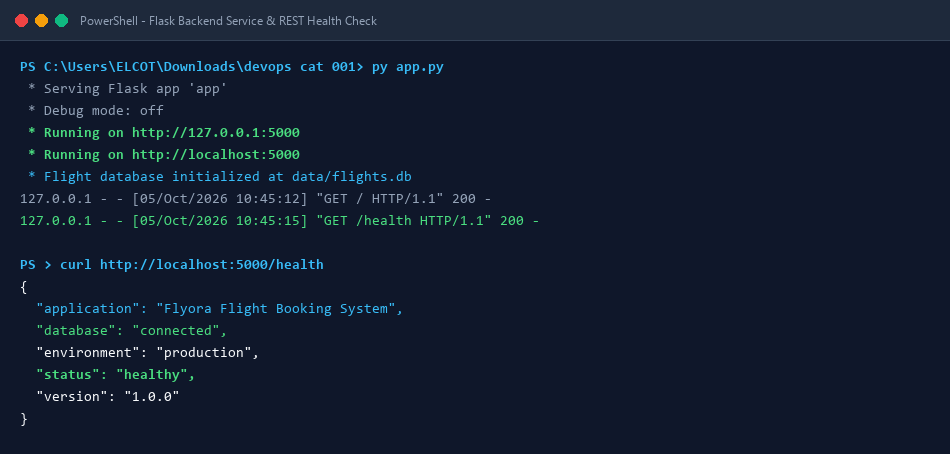 PowerShell - Flask Backend Service & REST Health Check
PS C:\Users\ELCOT\Downloads\devops cat 001> py app.py
 * Serving Flask app 'app'
 * Debug mode: off
 * Running on http://127.0.0.1:5000
 * Running on http://localhost:5000
 * Flight database initialized at data/flights.db
127.0.0.1 - - [05/Oct/2026 10:45:12] "GET / HTTP/1.1" 200 -
127.0.0.1 - - [05/Oct/2026 10:45:15] "GET /health HTTP/1.1" 200 -
PS > curl http://localhost:5000/health
{
  "application": "Flyora Flight Booking System",
  "database": "connected",
  "environment": "production",
  "status": "healthy",
  "version": "1.0.0"
}